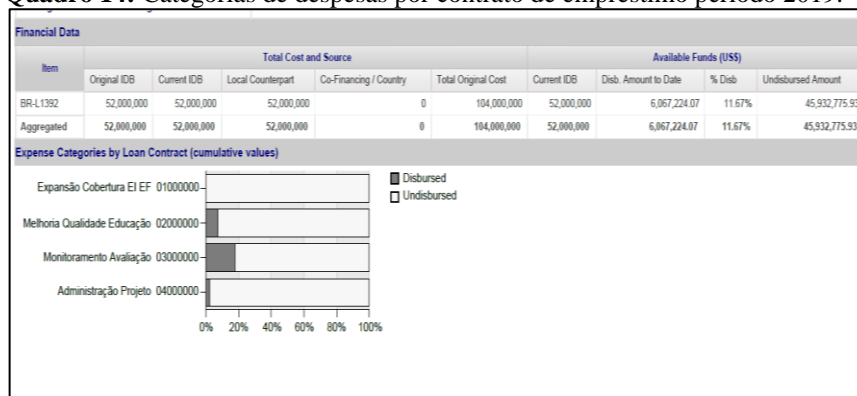 Quadro 14: Categorias de despesas por contrato de empréstimo período 2019.
Financial Data
Item Total Cost and Source Available Funds (US$)
Original IDB Current IDB Local Counterpart Co-Financing / Country Total Original Cost Current IDB Disb. Amount to Date % Disb Undisbursed Amount
BR-L1392 52,000,000 52,000,000 52,000,000 0 104,000,000 52,000,000 6,067,224.07 11.67% 45,932,775.93
Aggregated 52,000,000 52,000,000 52,000,000 0 104,000,000 52,000,000 6,067,224.07 11.67% 45,932,775.93
Expense Categories by Loan Contract (cumulative values)
Disbursed
Undisbursed
Expansão Cobertura EI EF 01000000
Melhoria Qualidade Educação 02000000
Monitoramento Avaliação 03000000
Administração Projeto 04000000
0% 20% 40% 60% 80% 100%